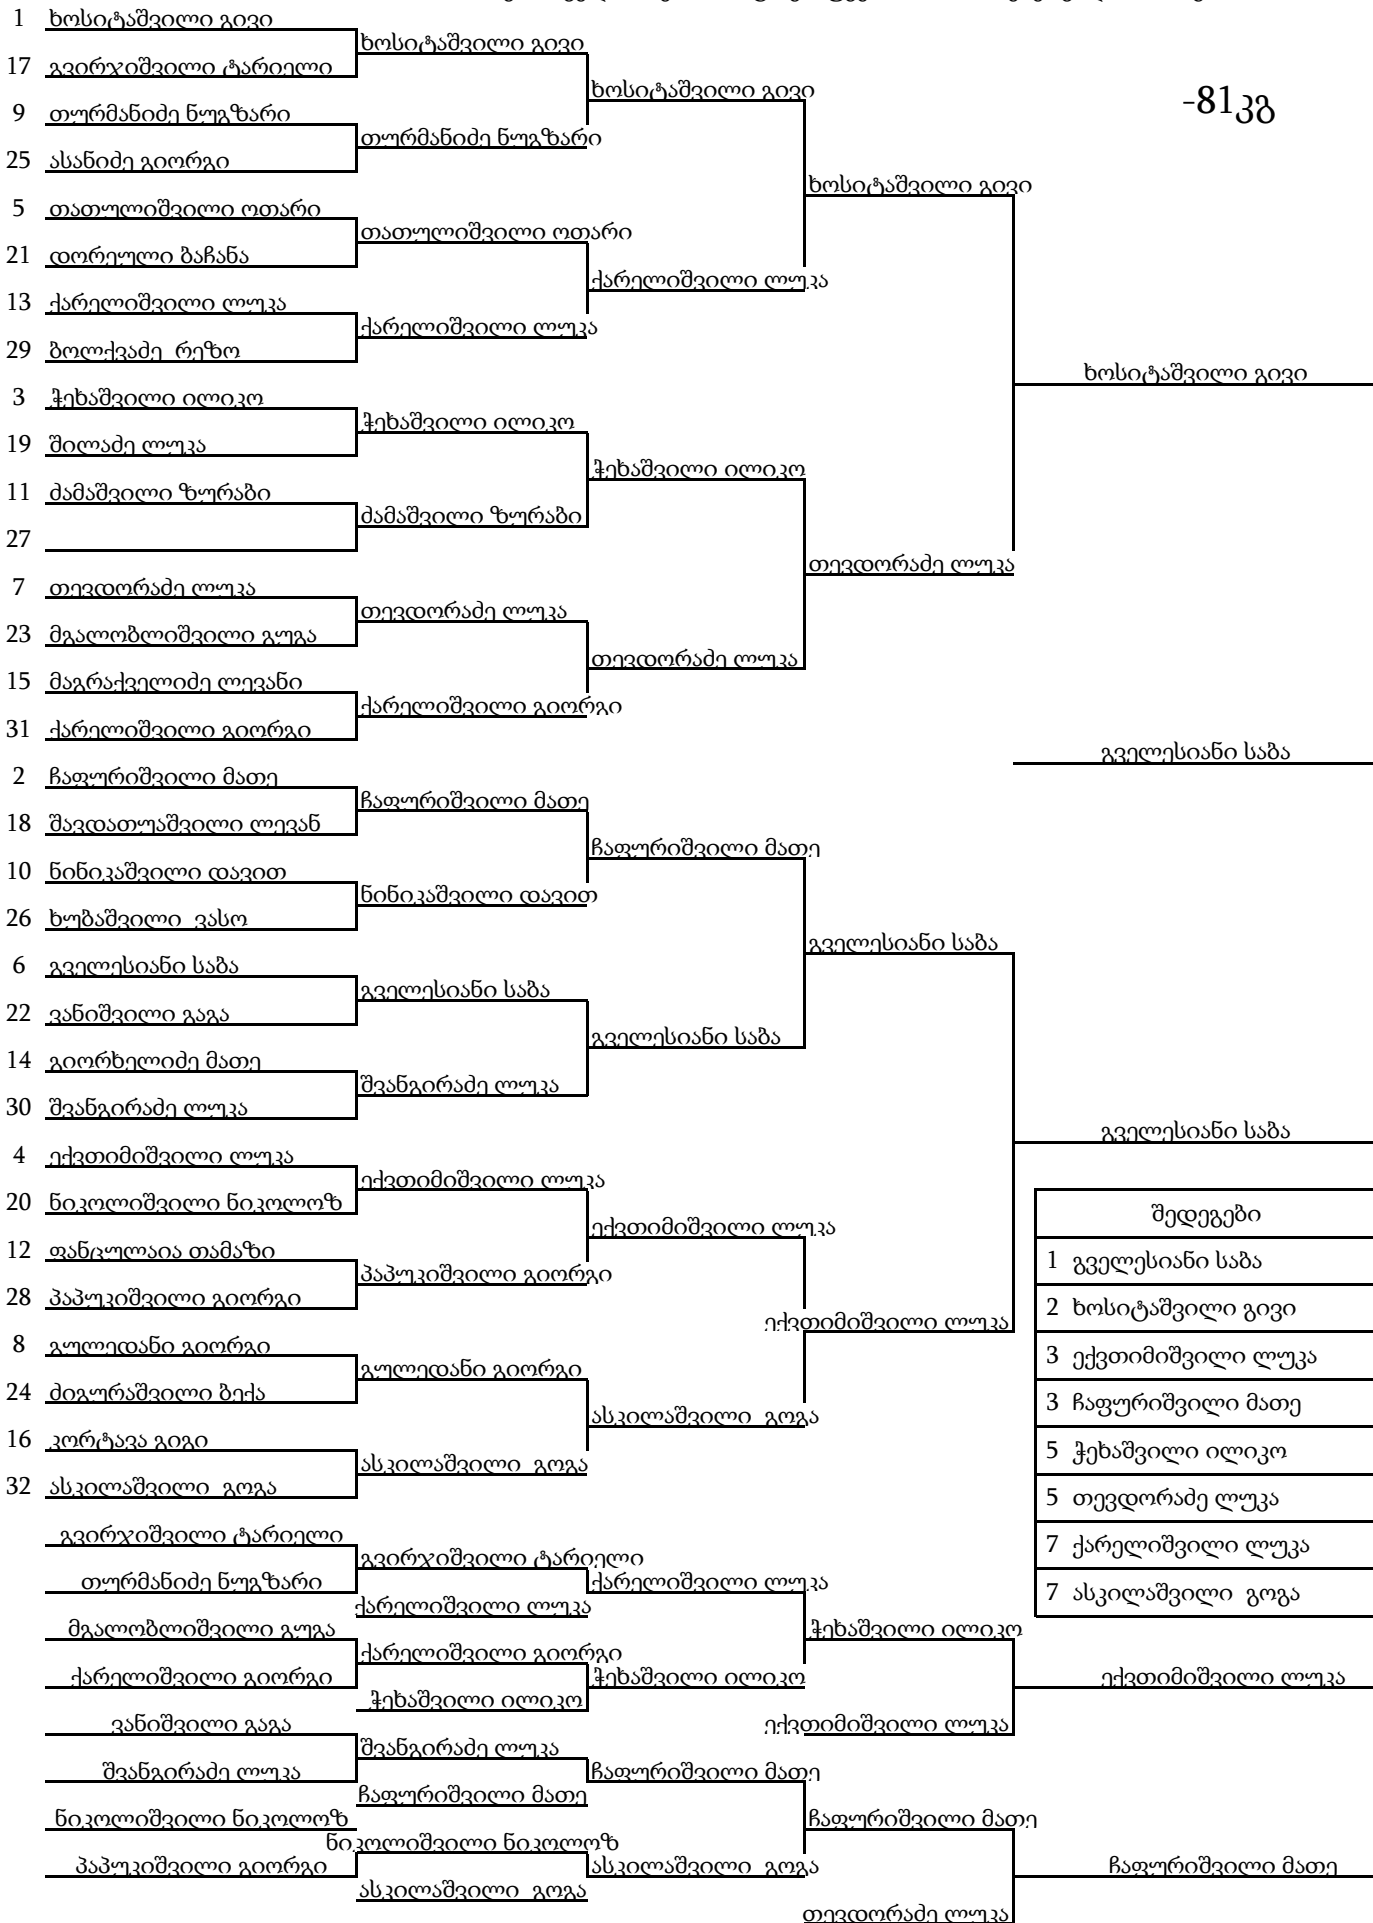 1 ხოსიტაშვილი გივი
17 გვირჯიშვილი ტარიელი
9 თურმანიძე ნუგზარი
25 ასანიძე გიორგი
5 თათულიშვილი ოთარი
21 დორეული ბაჩანა
13 ქარელიშვილი ლუკა
29 ბოლქვაძე რეზო
3 ჭეხაშვილი ილიკო
19 შილაძე ლუკა
11 ძამაშვილი ზურაბი
27
7 თევდორაძე ლუკა
23 მგალობლიშვილი გუგა
15 მაგრაქველიძე ლევანი
31 ქარელიშვილი გიორგი
2 ჩაფურიშვილი მათე
18 შავდათუაშვილი ლევან
10 ნინიკაშვილი დავით
26 ხუბაშვილი ვასო
6 გველესიანი საბა
22 ვანიშვილი გაგა
14 გიორხელიძე მათე
30 შვანგირაძე ლუკა
4 ექვთიმიშვილი ლუკა
20 ნიკოლიშვილი ნიკოლოზ
12 ფანცულაია თამაზი
28 პაპუკიშვილი გიორგი
8 გულედანი გიორგი
24 ძიგურაშვილი ბექა
16 კორტავა გიგი
32 ასკილაშვილი გოგა
ხოსიტაშვილი გივი
თურმანიძე ნუგზარი
თათულიშვილი ოთარი
ქარელიშვილი ლუკა
ჭეხაშვილი ილიკო
ძამაშვილი ზურაბი
თევდორაძე ლუკა
ქარელიშვილი გიორგი
ჩაფურიშვილი მათე
ნინიკაშვილი დავით
გველესიანი საბა
შვანგირაძე ლუკა
ექვთიმიშვილი ლუკა
პაპუკიშვილი გიორგი
გულედანი გიორგი
ასკილაშვილი გოგა
ხოსიტაშვილი გივი
ქარელიშვილი ლუკა
ჭეხაშვილი ილიკო
თევდორაძე ლუკა
ჩაფურიშვილი მათე
გველესიანი საბა
ექვთიმიშვილი ლუკა
ასკილაშვილი გოგა
ხოსიტაშვილი გივი
თევდორაძე ლუკა
გველესიანი საბა
ექვთიმიშვილი ლუკა
-81კგ
ხოსიტაშვილი გივი
გველესიანი საბა
გველესიანი საბა
შედეგები
1 გველესიანი საბა
2 ხოსიტაშვილი გივი
3 ექვთიმიშვილი ლუკა
3 ჩაფურიშვილი მათე
5 ჭეხაშვილი ილიკო
5 თევდორაძე ლუკა
7 ქარელიშვილი ლუკა
7 ასკილაშვილი გოგა
გვირჯიშვილი ტარიელი
თურმანიძე ნუგზარი
მგალობლიშვილი გუგა
ქარელიშვილი გიორგი
ვანიშვილი გაგა
შვანგირაძე ლუკა
ნიკოლიშვილი ნიკოლოზ
პაპუკიშვილი გიორგი
გვირჯიშვილი ტარიელი
ქარელიშვილი ლუკა
ქარელიშვილი გიორგი
ჭეხაშვილი ილიკო
შვანგირაძე ლუკა
ჩაფურიშვილი მათე
ნიკოლიშვილი ნიკოლოზ
ასკილაშვილი გოგა
ქარელიშვილი ლუკა
ჭეხაშვილი ილიკო
ჩაფურიშვილი მათე
ასკილაშვილი გოგა
ჭეხაშვილი ილიკო
ექვთიმიშვილი ლუკა
ჩაფურიშვილი მათე
თევდორაძე ლუკა
ექვთიმიშვილი ლუკა
ჩაფურიშვილი მათე